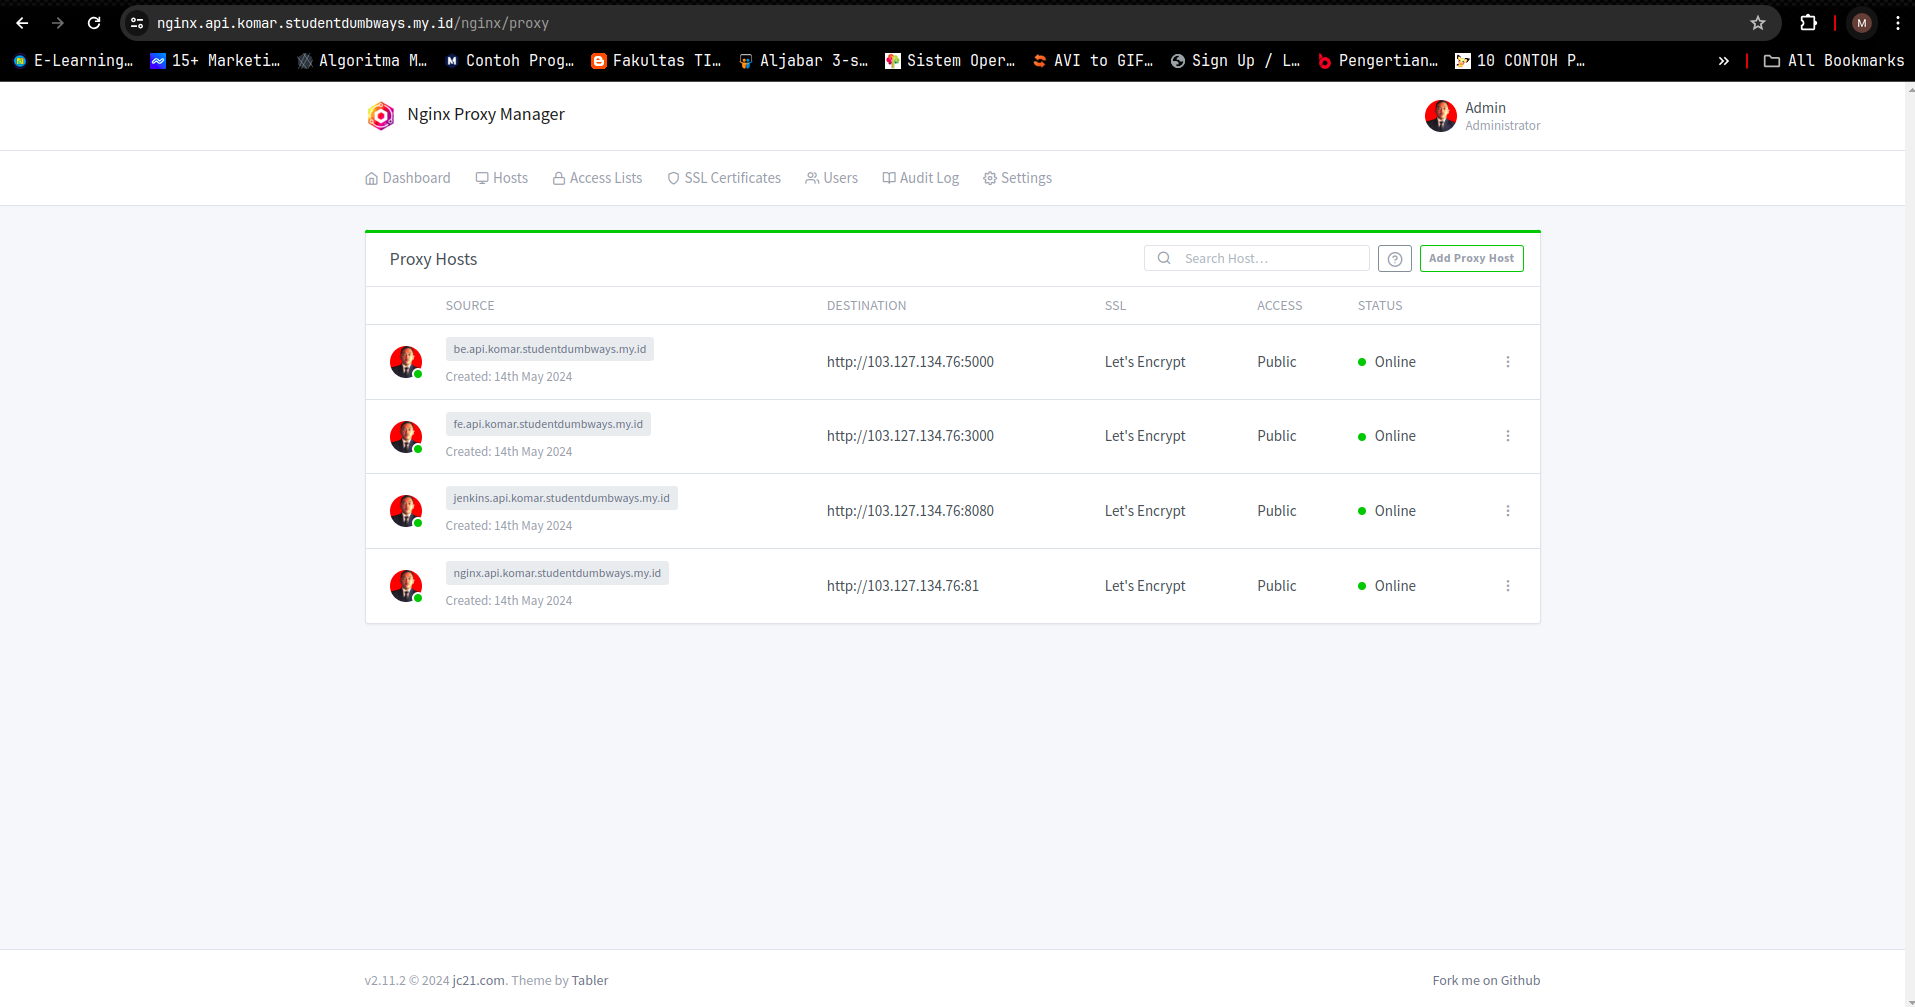 nginx.api.komar.studentdumbways.my.id/nginx/proxy
M
E-Learning…
15+ Marketi…
Algoritma M…
Contoh Prog…
Fakultas TI…
Aljabar 3-s…
Sistem Oper…
AVI to GIF…
Sign Up / L…
Pengertian…
10 CONTOH P…
»
All Bookmarks
Nginx Proxy Manager
Admin
Administrator
Dashboard
Hosts
Access Lists
SSL Certificates
Users
Audit Log
Settings
Proxy Hosts
Search Host…
Add Proxy Host
SOURCE DESTINATION SSL ACCESS STATUS
be.api.komar.studentdumbways.my.id
Created: 14th May 2024
http://103.127.134.76:5000 Let's Encrypt Public Online
fe.api.komar.studentdumbways.my.id
Created: 14th May 2024
http://103.127.134.76:3000 Let's Encrypt Public Online
jenkins.api.komar.studentdumbways.my.id
Created: 14th May 2024
http://103.127.134.76:8080 Let's Encrypt Public Online
nginx.api.komar.studentdumbways.my.id
Created: 14th May 2024
http://103.127.134.76:81 Let's Encrypt Public Online
v2.11.2 © 2024 jc21.com. Theme by Tabler
Fork me on Github